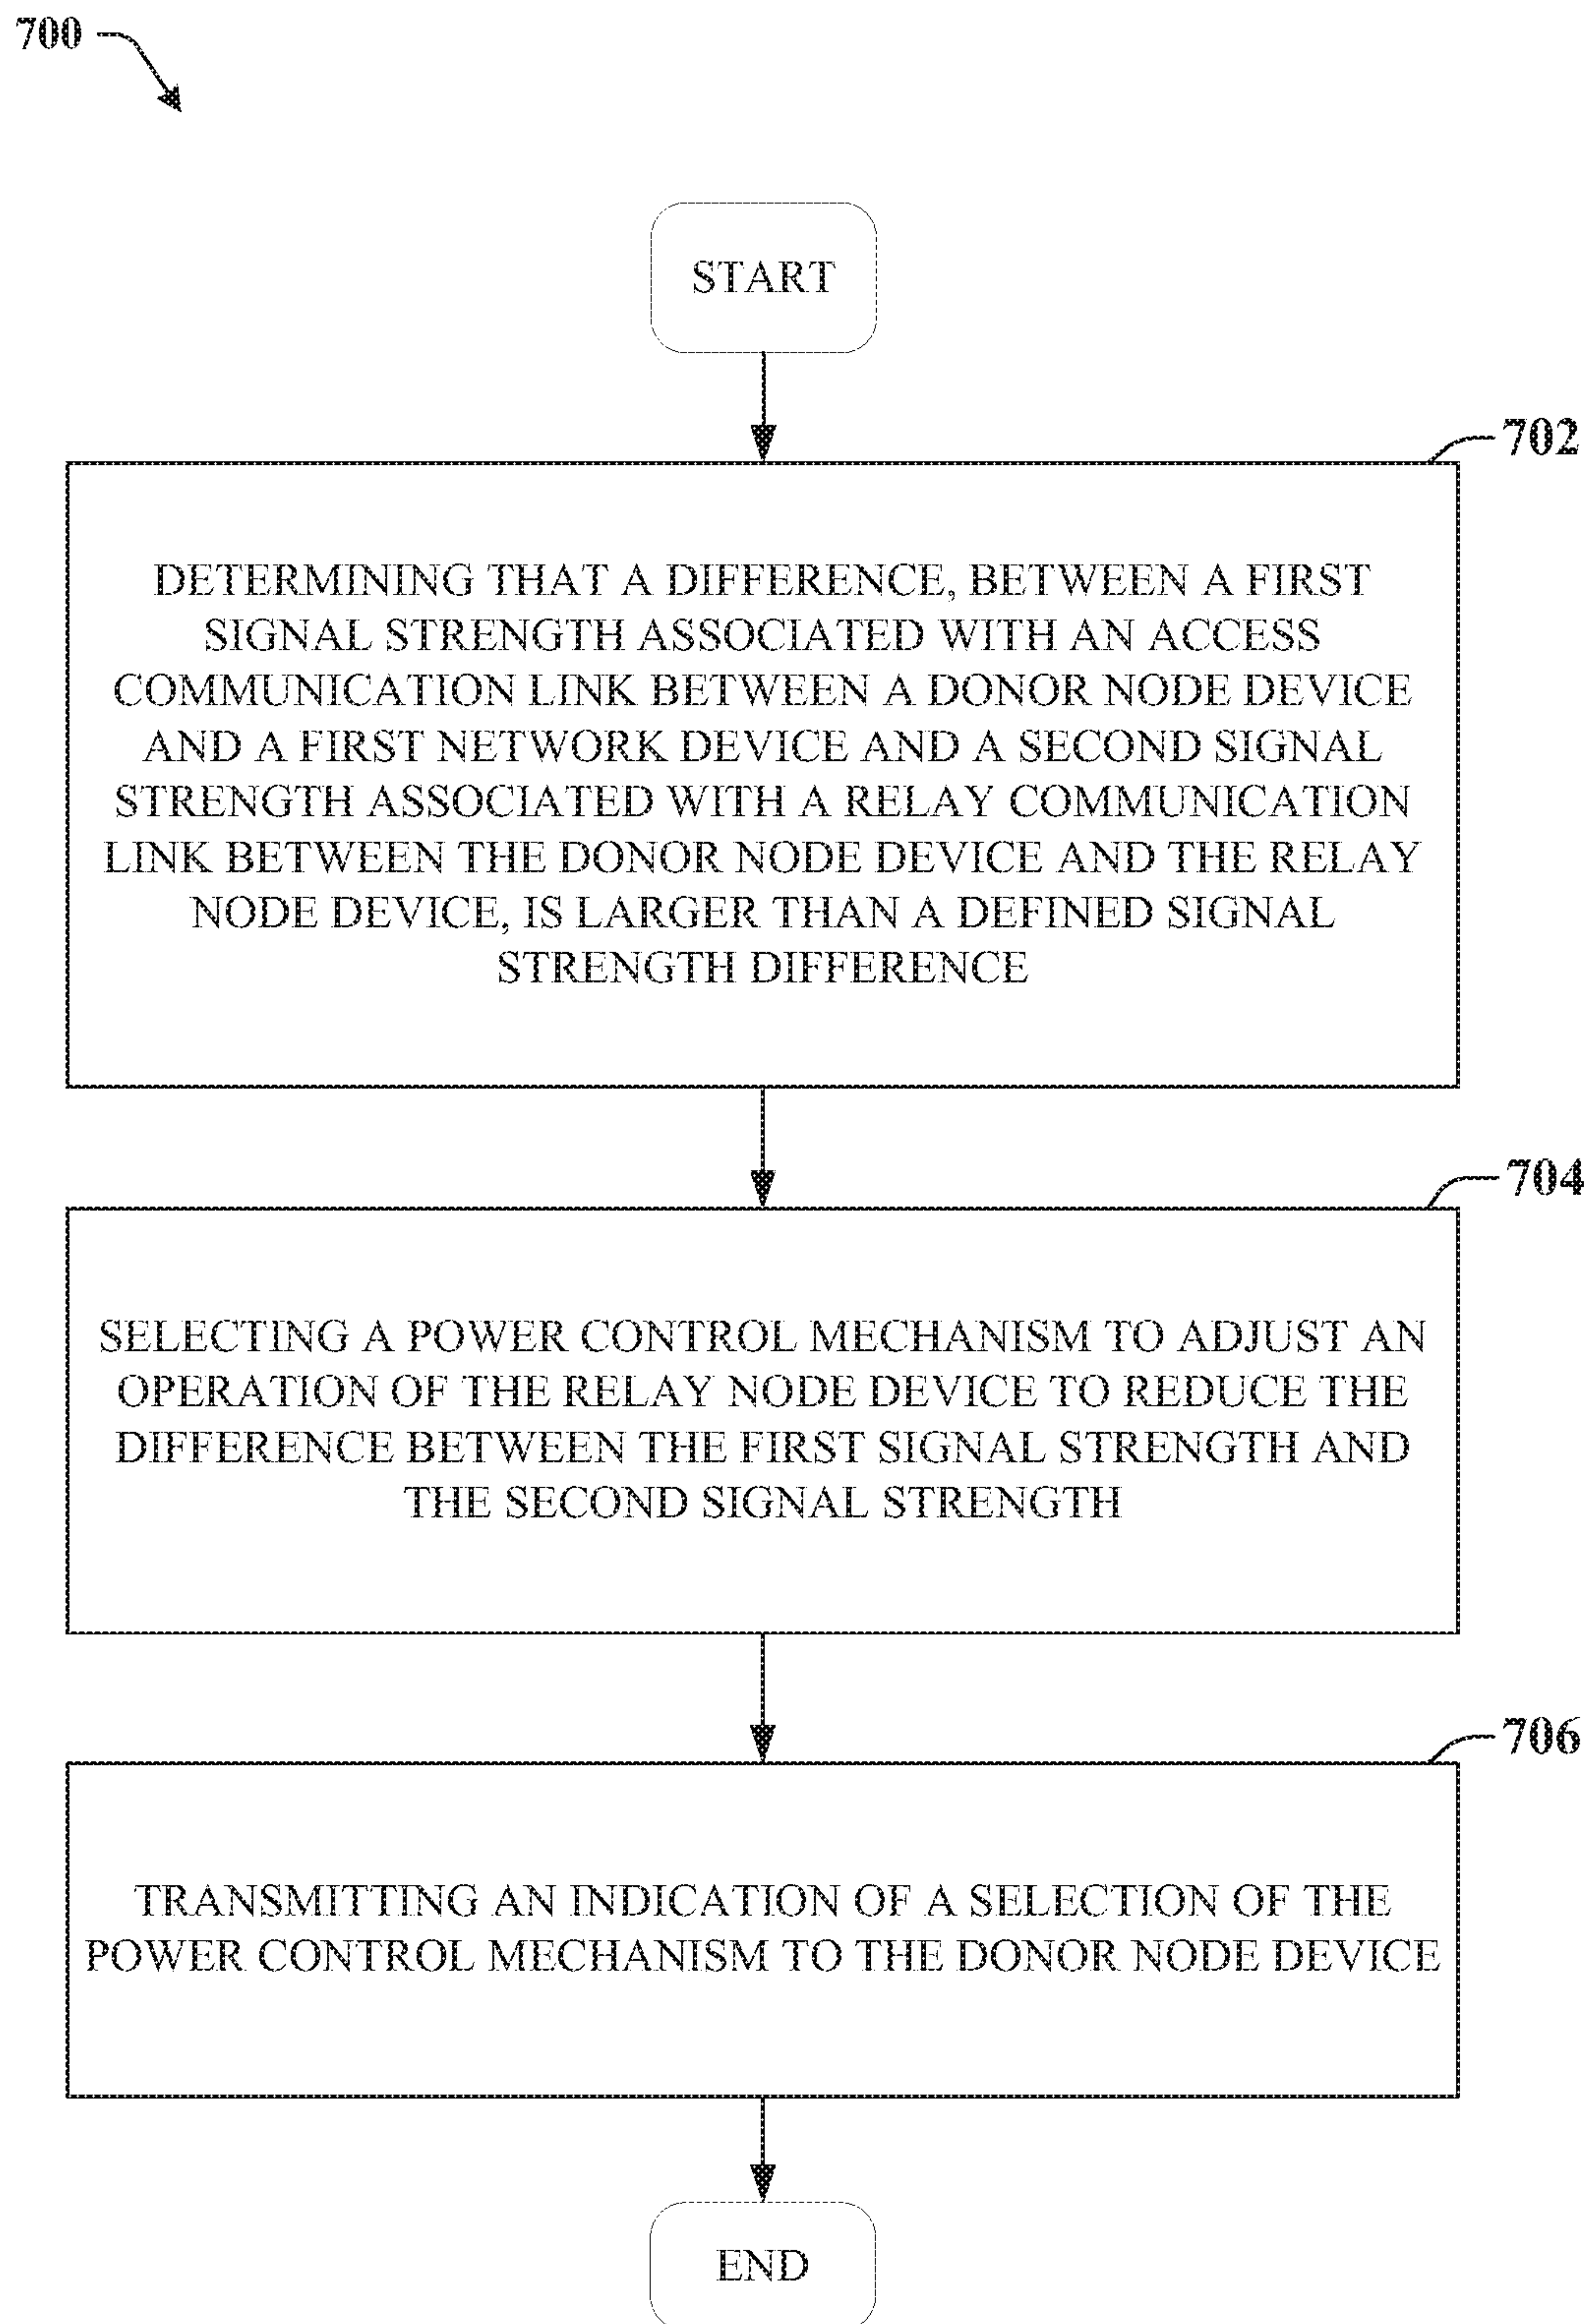 700
START
702
DETERMINING THAT A DIFFERENCE, BETWEEN A FIRST
SIGNAL STRENGTH ASSOCIATED WITH AN ACCESS
COMMUNICATION LINK BETWEEN A DONOR NODE DEVICE
AND A FIRST NETWORK DEVICE AND A SECOND SIGNAL
STRENGTH ASSOCIATED WITH A RELAY COMMUNICATION
LINK BETWEEN THE DONOR NODE DEVICE AND THE RELAY
NODE DEVICE, IS LARGER THAN A DEFINED SIGNAL
STRENGTH DIFFERENCE
704
SELECTING A POWER CONTROL MECHANISM TO ADJUST AN
OPERATION OF THE RELAY NODE DEVICE TO REDUCE THE
DIFFERENCE BETWEEN THE FIRST SIGNAL STRENGTH AND
THE SECOND SIGNAL STRENGTH
706
TRANSMITTING AN INDICATION OF A SELECTION OF THE
POWER CONTROL MECHANISM TO THE DONOR NODE DEVICE
END